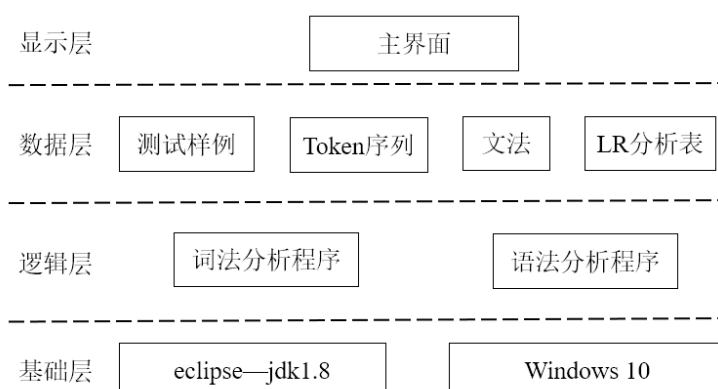 显示层 主界面
数据层 测试样例 Token序列 文法 LR分析表
逻辑层 词法分析程序 语法分析程序
基础层 eclipse—jdk1.8 Windows 10